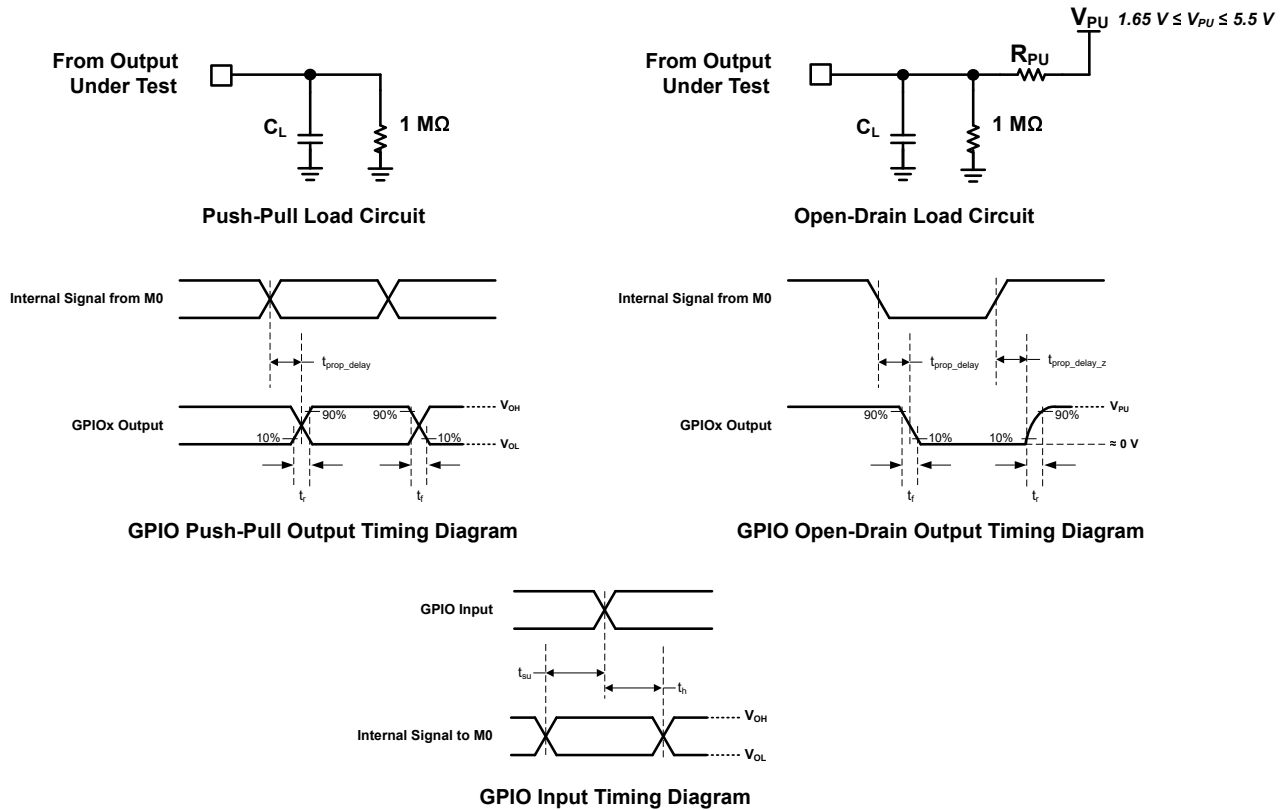 V_PU 1.65 V ≤ V_PU ≤ 5.5 V
From Output
Under Test
C_L
1 MΩ
Push-Pull Load Circuit
From Output
Under Test
R_PU
C_L
1 MΩ
Open-Drain Load Circuit
Internal Signal from M0
t_prop_delay
GPIOx Output
90%
90%
V_OH
10%
10%
V_OL
t_r
t_f
GPIO Push-Pull Output Timing Diagram
Internal Signal from M0
t_prop_delay
t_prop_delay_z
GPIOx Output
90%
90%
V_PU
10%
10%
≈ 0 V
t_f
t_r
GPIO Open-Drain Output Timing Diagram
GPIO Input
t_su
t_h
Internal Signal to M0
V_OH
V_OL
GPIO Input Timing Diagram